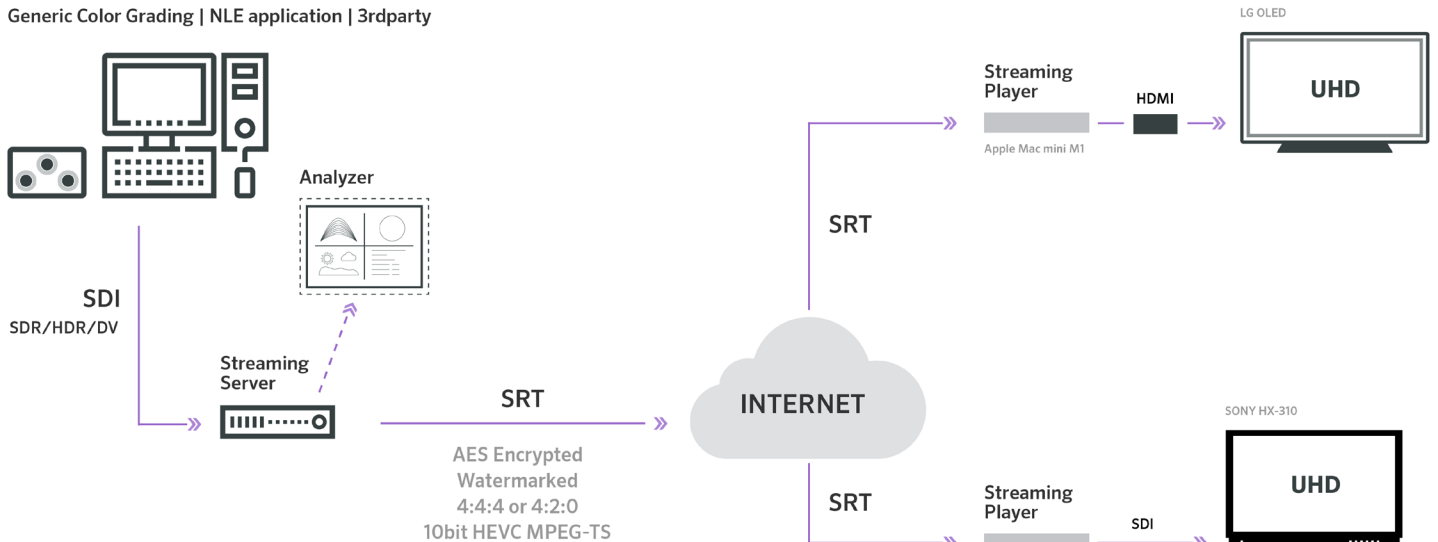 Generic Color Grading | NLE application | 3rdparty
LG OLED
Streaming
Player
HDMI
UHD
Apple Mac mini M1
Analyzer
SRT
SDI
SDR/HDR/DV
Streaming
Server
SRT
INTERNET
AES Encrypted
Watermarked
4:4:4 or 4:2:0
10bit HEVC MPEG-TS
SONY HX-310
SRT
Streaming
Player
SDI
UHD